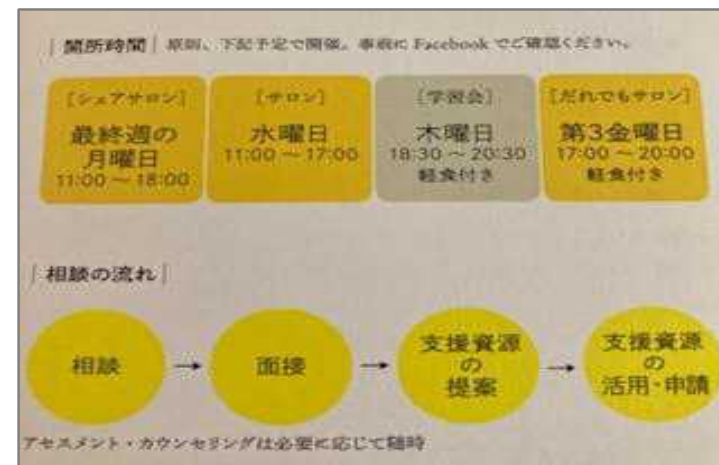 ｜開所時間｜原則、下記予定で開催。事前に Facebook でご確認ください。
［シェアサロン］
最終週の
月曜日
11:00 ～ 18:00
［サロン］
水曜日
11:00 ～ 17:00
［学習会］
木曜日
18:30 ～ 20:30
軽食付き
［だれでもサロン］
第3金曜日
17:00 ～ 20:00
軽食付き
｜相談の流れ｜
相談
→
面接
→
支援資源
の
提案
→
支援資源
の
活用・申請
アセスメント・カウンセリングは必要に応じて随時